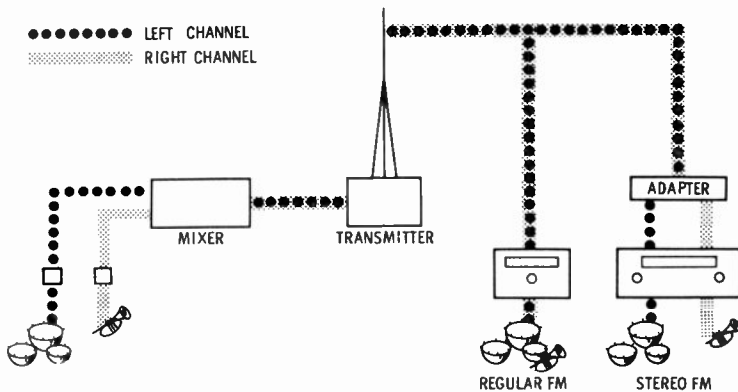 LEFT CHANNEL
RIGHT CHANNEL
ADAPTER
MIXER
TRANSMITTER
REGULAR FM
STEREO FM